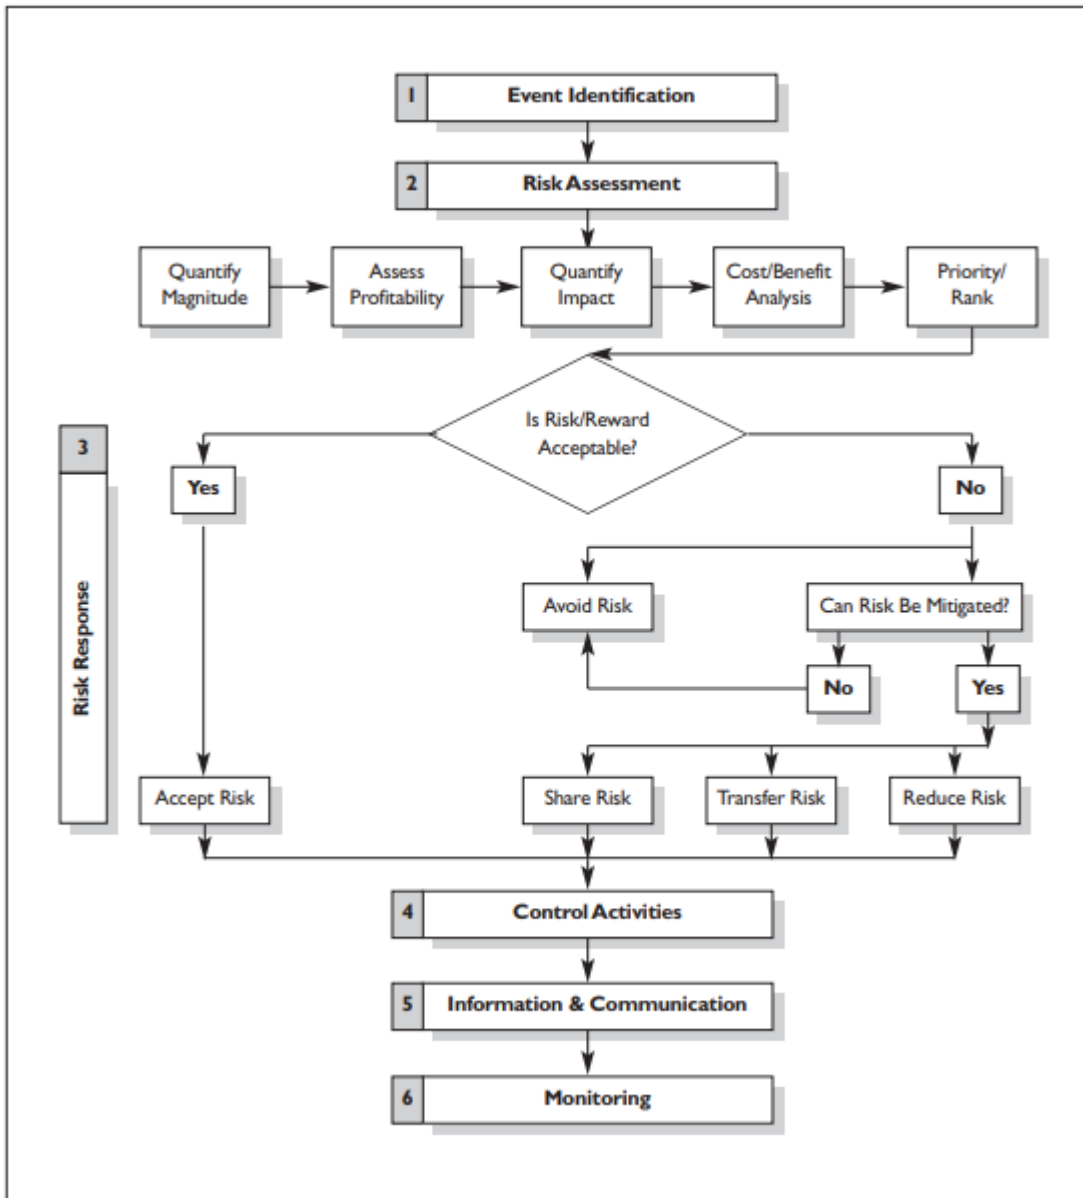 1
Event Identification
2
Risk Assessment
Quantify
Magnitude
Assess
Profitability
Quantify
Impact
Cost/Benefit
Analysis
Priority/
Rank
Is Risk/Reward
Acceptable?
3
Risk Response
Yes
No
Avoid Risk
Can Risk Be Mitigated?
No
Yes
Accept Risk
Share Risk
Transfer Risk
Reduce Risk
4
Control Activities
5
Information & Communication
6
Monitoring